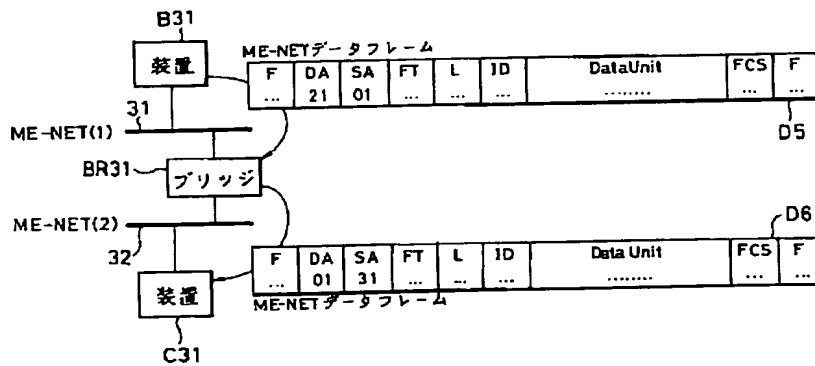 B31
装置
ME-NETデータフレーム
F DA SA FT L ID DataUnit FCS F
... 21 01 ... ... ... ........ ... ...
D5
31
ME-NET(1)
BR31
ブリッジ
ME-NET(2)
32
D6
F DA SA FT L ID Data Unit FCS F
... 01 31 ... ... ... ........ ... ...
ME-NETデータフレーム
装置
C31